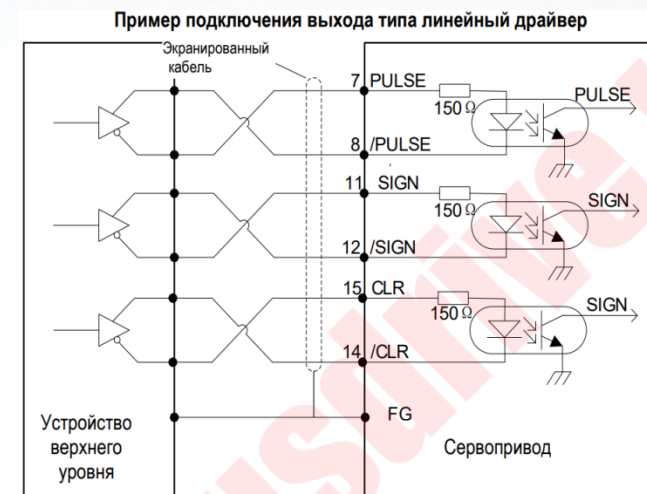 Пример подключения выхода типа линейный драйвер
Экранированный
кабель
7 PULSE
150 Ω
PULSE
8 /PULSE
11 SIGN
150 Ω
SIGN
12 /SIGN
15 CLR
150 Ω
SIGN
14 /CLR
FG
Устройство
верхнего
уровня
Сервопривод